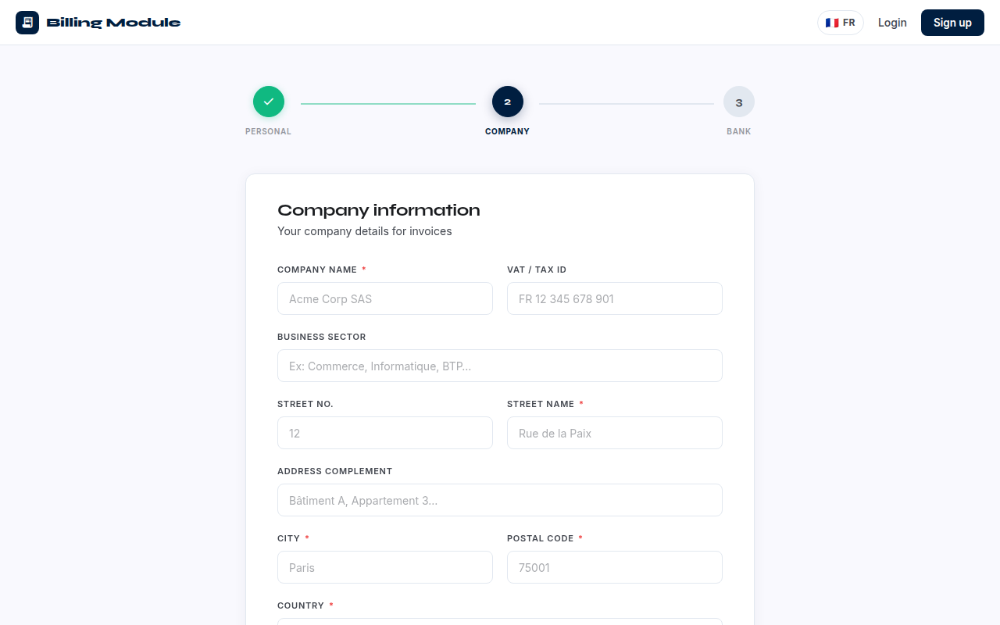 Billing Module
🇫🇷 FR Login Sign up
2
3
PERSONAL COMPANY BANK
Company information
Your company details for invoices
COMPANY NAME * VAT / TAX ID
Acme Corp SAS FR 12 345 678 901
BUSINESS SECTOR
Ex: Commerce, Informatique, BTP...
STREET NO. STREET NAME *
12 Rue de la Paix
ADDRESS COMPLEMENT
Bâtiment A, Appartement 3...
CITY * POSTAL CODE *
Paris 75001
COUNTRY *